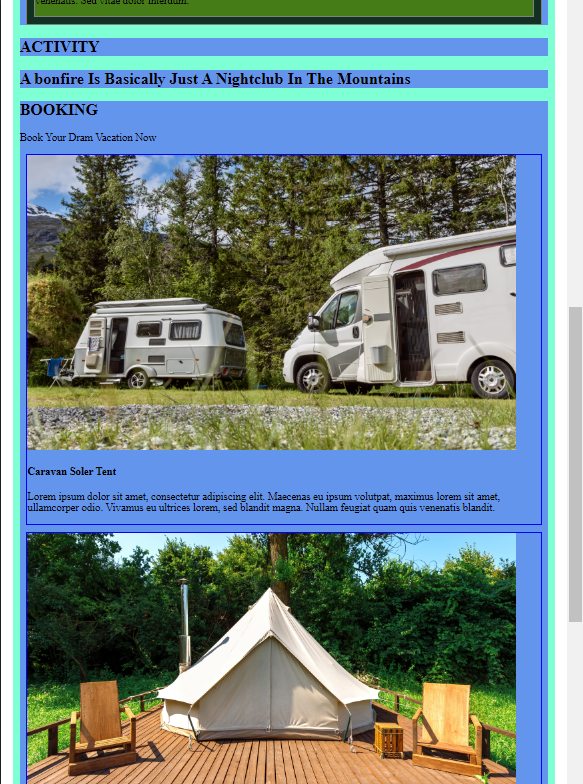 venenatis. Sed vitae dolor interdum.
ACTIVITY
A bonfire Is Basically Just A Nightclub In The Mountains
BOOKING
Book Your Dram Vacation Now
Caravan Soler Tent
Lorem ipsum dolor sit amet, consectetur adipiscing elit. Maecenas eu ipsum volutpat, maximus lorem sit amet,
ullamcorper odio. Vivamus eu ultrices lorem, sed blandit magna. Nullam feugiat quam quis venenatis blandit.